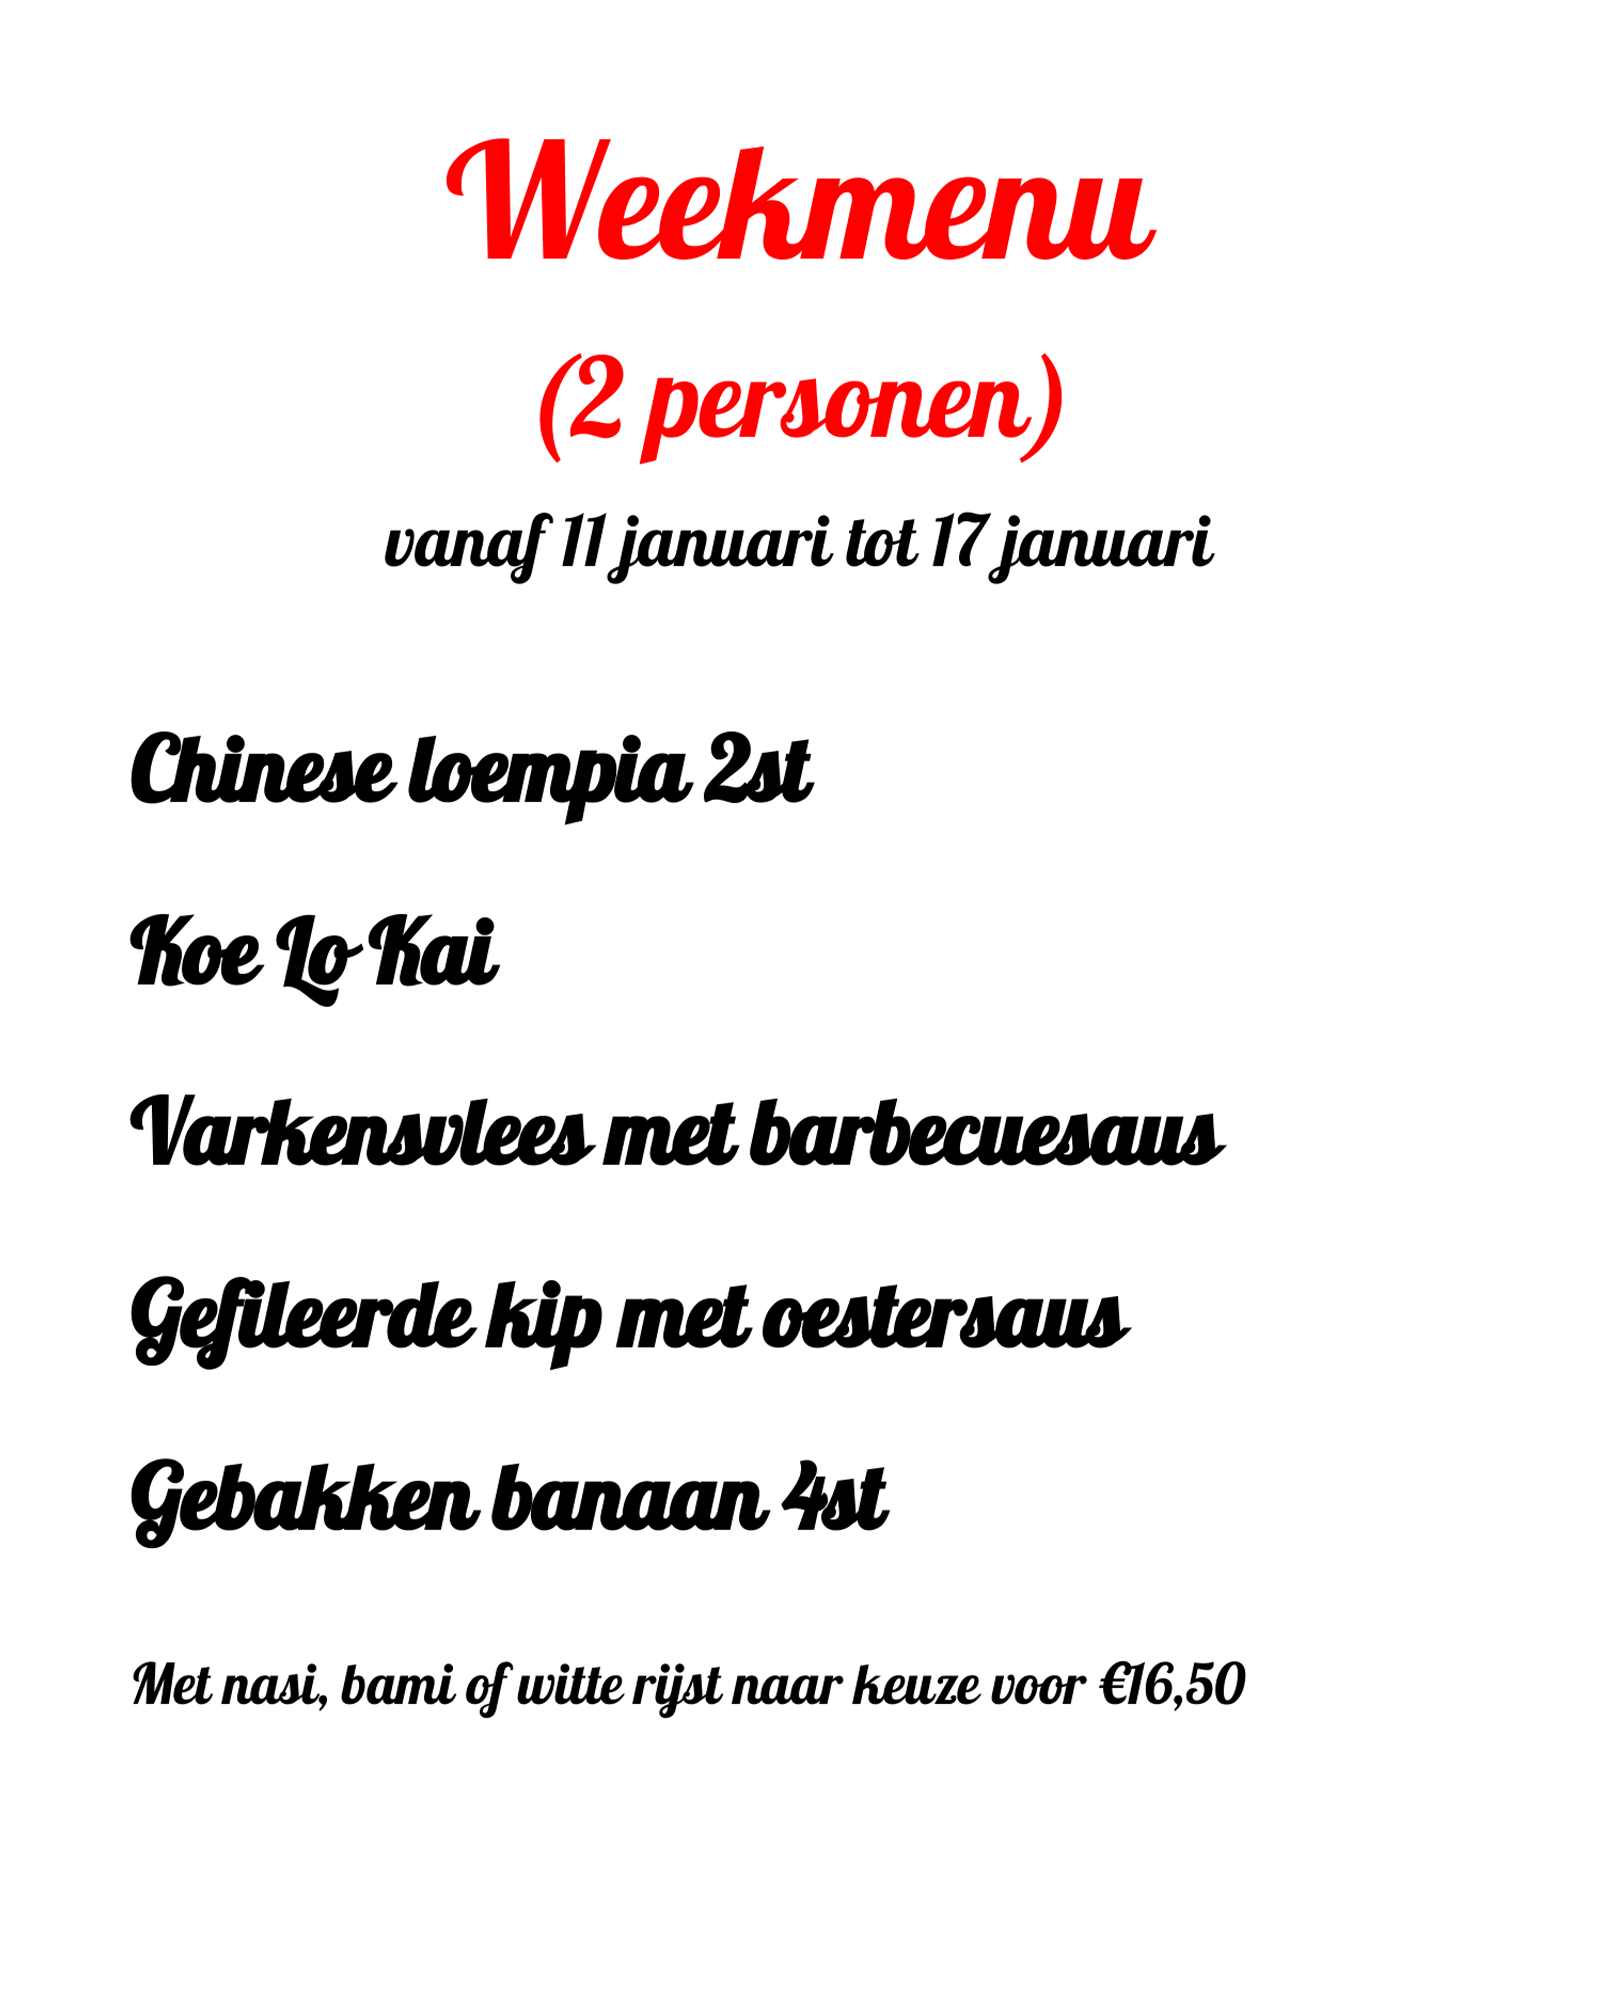 Weekmenu
(2 personen)
vanaf 11 januari tot 17 januari
Chinese loempia 2st
Koe Lo Kai
Varkensvlees met barbecuesaus
Gefileerde kip met oestersaus
Gebakken banaan 4st
Met nasi, bami of witte rijst naar keuze voor €16,50